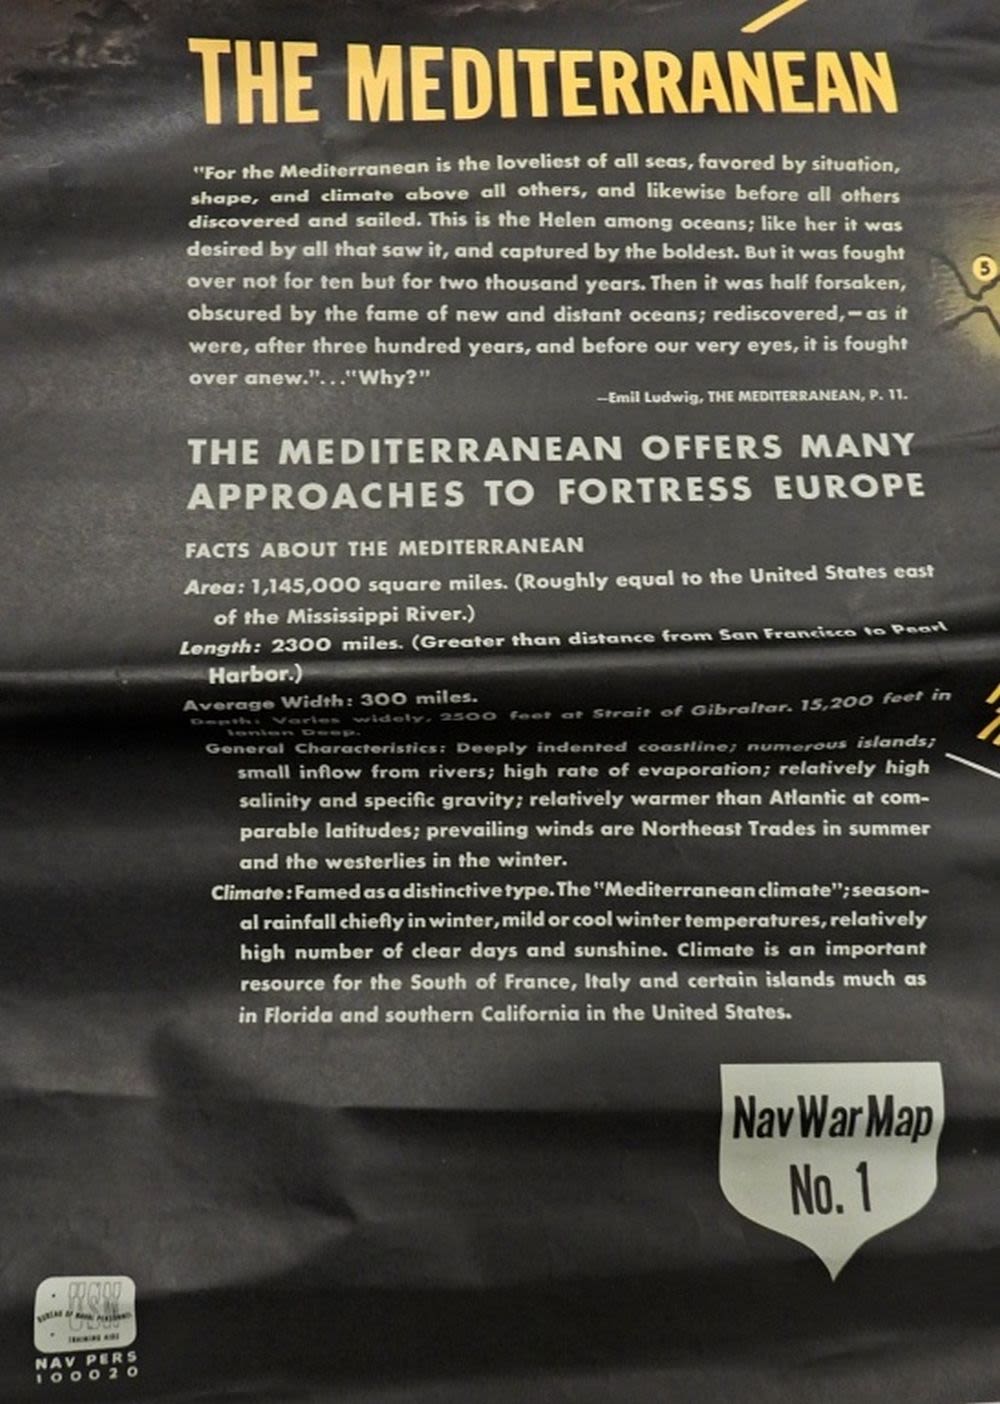 THE MEDITERRANEAN
"For the Mediterranean is the loveliest of all seas, favored by situation,
shape, and climate above all others, and likewise before all others
discovered and sailed. This is the Helen among oceans; like her it was
desired by all that saw it, and captured by the boldest. But it was fought
over not for ten but for two thousand years. Then it was half forsaken,
obscured by the fame of new and distant oceans; rediscovered,—as it
were, after three hundred years, and before our very eyes, it is fought
over anew."..."Why?"
—Emil Ludwig, THE MEDITERRANEAN, P. 11.
5
THE MEDITERRANEAN OFFERS MANY
APPROACHES TO FORTRESS EUROPE
FACTS ABOUT THE MEDITERRANEAN
Area: 1,145,000 square miles. (Roughly equal to the United States east
of the Mississippi River.)
Length: 2300 miles. (Greater than distance from San Francisco to Pearl
Harbor.)
Average Width: 300 miles.
Depth: Varies widely. 2500 feet at Strait of Gibraltar. 15,200 feet in
Ionian Deep.
General Characteristics: Deeply indented coastline; numerous islands;
small inflow from rivers; high rate of evaporation; relatively high
salinity and specific gravity; relatively warmer than Atlantic at com-
parable latitudes; prevailing winds are Northeast Trades in summer
and the westerlies in the winter.
Climate: Famed as a distinctive type. The "Mediterranean climate"; season-
al rainfall chiefly in winter, mild or cool winter temperatures, relatively
high number of clear days and sunshine. Climate is an important
resource for the South of France, Italy and certain islands much as
in Florida and southern California in the United States.
Nav War Map
No. 1
USN
BUREAU OF NAVAL PERSONNEL
TRAINING AIDS
NAV PERS
100020